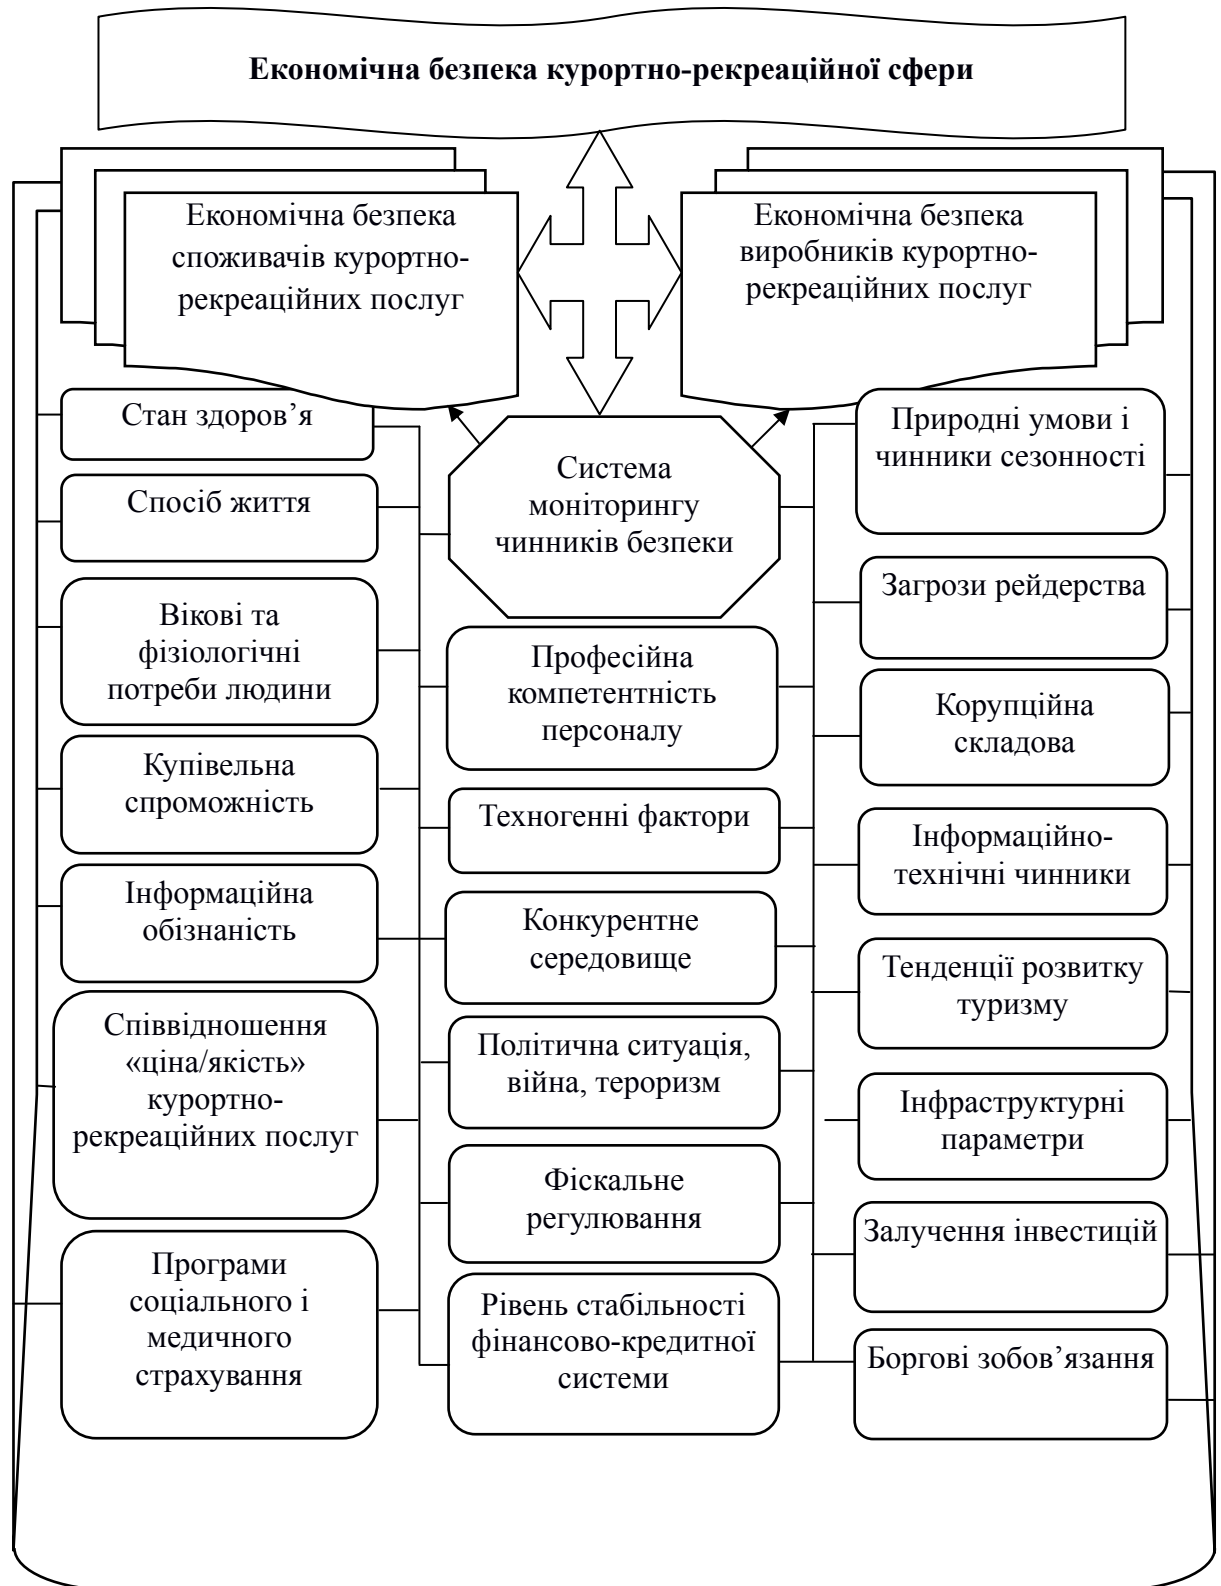 Економічна безпека курортно-рекреаційної сфери
Економічна безпека
споживачів курортно-
рекреаційних послуг
Економічна безпека
виробників курортно-
рекреаційних послуг
Стан здоров’я
Спосіб життя
Вікові та
фізіологічні
потреби людини
Купівельна
спроможність
Інформаційна
обізнаність
Співвідношення
«ціна/якість»
курортно-
рекреаційних послуг
Програми
соціального і
медичного
страхування
Система
моніторингу
чинників безпеки
Професійна
компетентність
персоналу
Техногенні фактори
Конкурентне
середовище
Політична ситуація,
війна, тероризм
Фіскальне
регулювання
Рівень стабільності
фінансово-кредитної
системи
Природні умови і
чинники сезонності
Загрози рейдерства
Корупційна
складова
Інформаційно-
технічні чинники
Тенденції розвитку
туризму
Інфраструктурні
параметри
Залучення інвестицій
Боргові зобов’язання